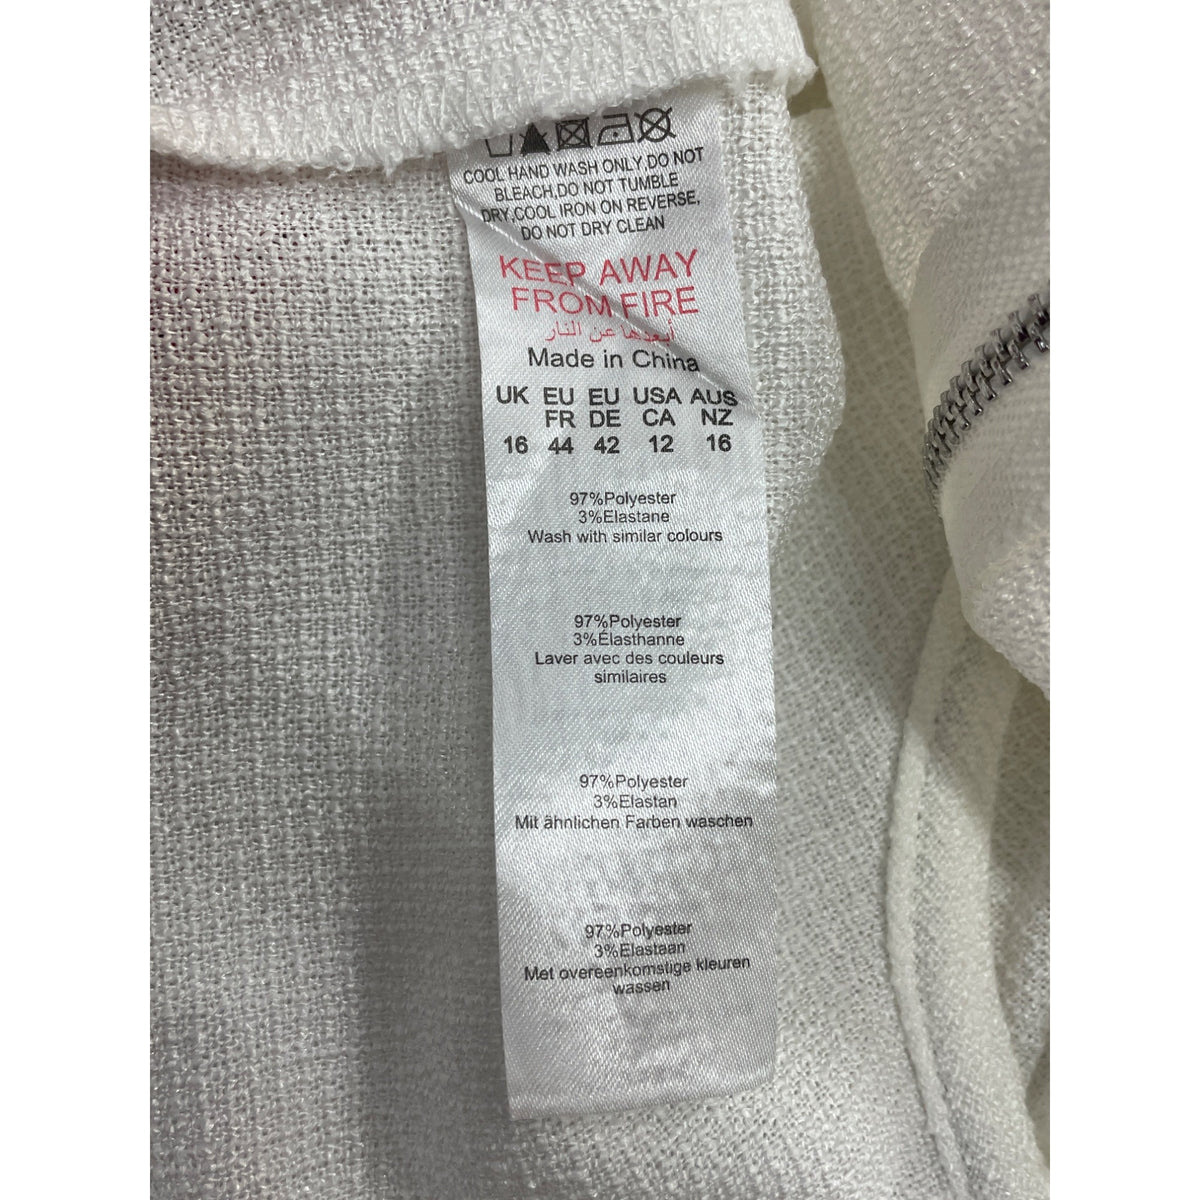 COOL HAND WASH ONLY,DO NOT
BLEACH,DO NOT TUMBLE
DRY,COOL IRON ON REVERSE,
DO NOT DRY CLEAN
KEEP AWAY
FROM FIRE
أبعدها عن النار
Made in China
UK EU EU USA AUS
FR DE CA NZ
16 44 42 12 16
97%Polyester
3%Elastane
Wash with similar colours
97%Polyester
3%Élasthanne
Laver avec des couleurs
similaires
97%Polyester
3%Elastan
Mit ähnlichen Farben waschen
97%Polyester
3%Elastaan
Met overeenkomstige kleuren
wassen